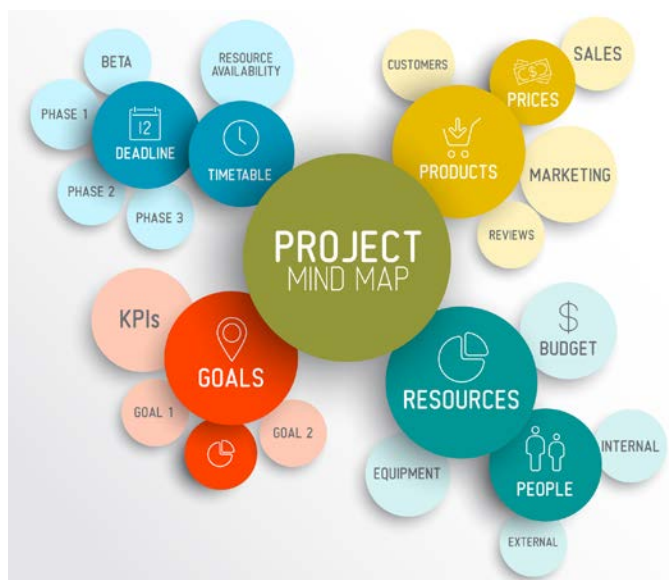 BETA
RESOURCE
AVAILABILITY
PHASE 1
12
DEADLINE
TIMETABLE
PHASE 2
PHASE 3
CUSTOMERS
SALES
$
PRICES
PRODUCTS
MARKETING
REVIEWS
PROJECT
MIND MAP
KPIs
GOALS
GOAL 1
GOAL 2
$
BUDGET
RESOURCES
EQUIPMENT
PEOPLE
INTERNAL
EXTERNAL